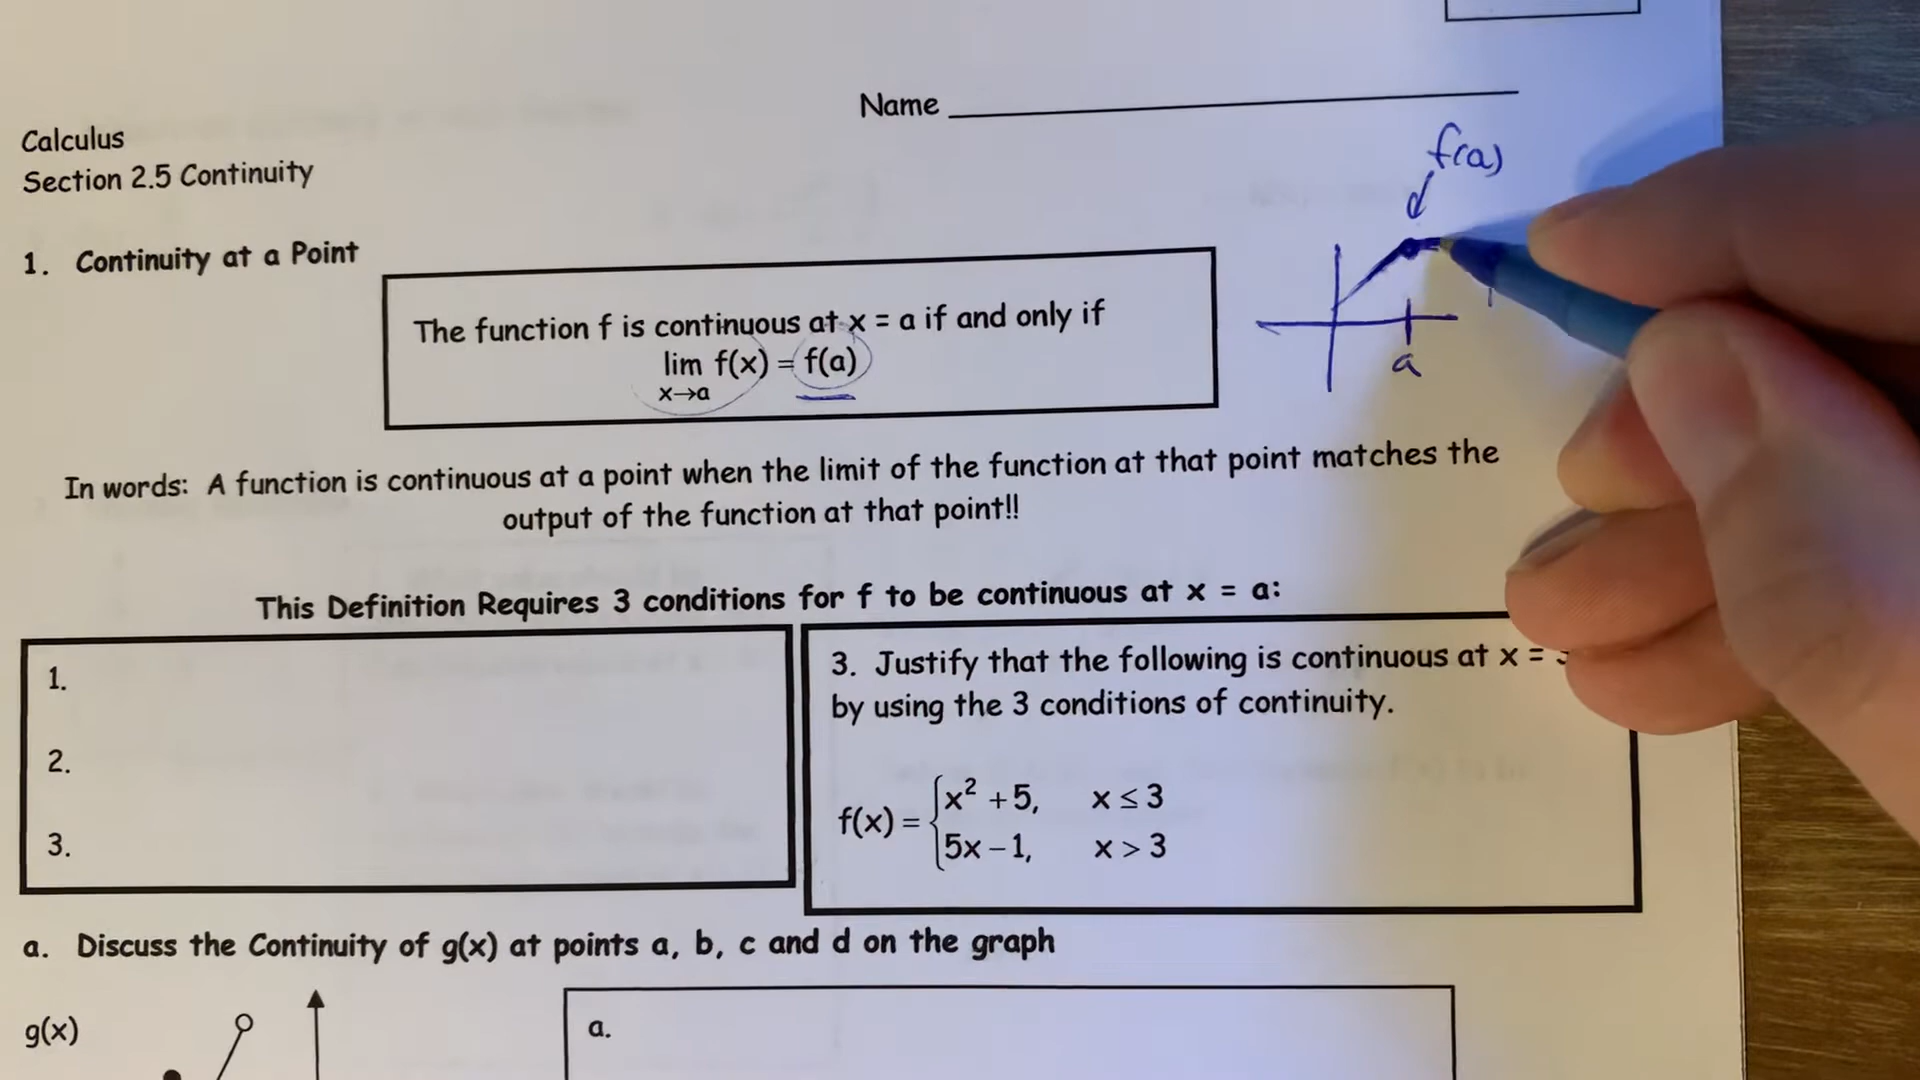 Name
Calculus
Section 2.5 Continuity
f(a)
1. Continuity at a Point
The function f is continuous at x = a if and only if
lim f(x) = f(a)
x→a
a
In words: A function is continuous at a point when the limit of the function at that point matches the
output of the function at that point!!
This Definition Requires 3 conditions for f to be continuous at x = a:
1.
2.
3.
3. Justify that the following is continuous at x =
by using the 3 conditions of continuity.
f(x) = { x² + 5, x ≤ 3
5x − 1, x > 3
a. Discuss the Continuity of g(x) at points a, b, c and d on the graph
g(x)
a.